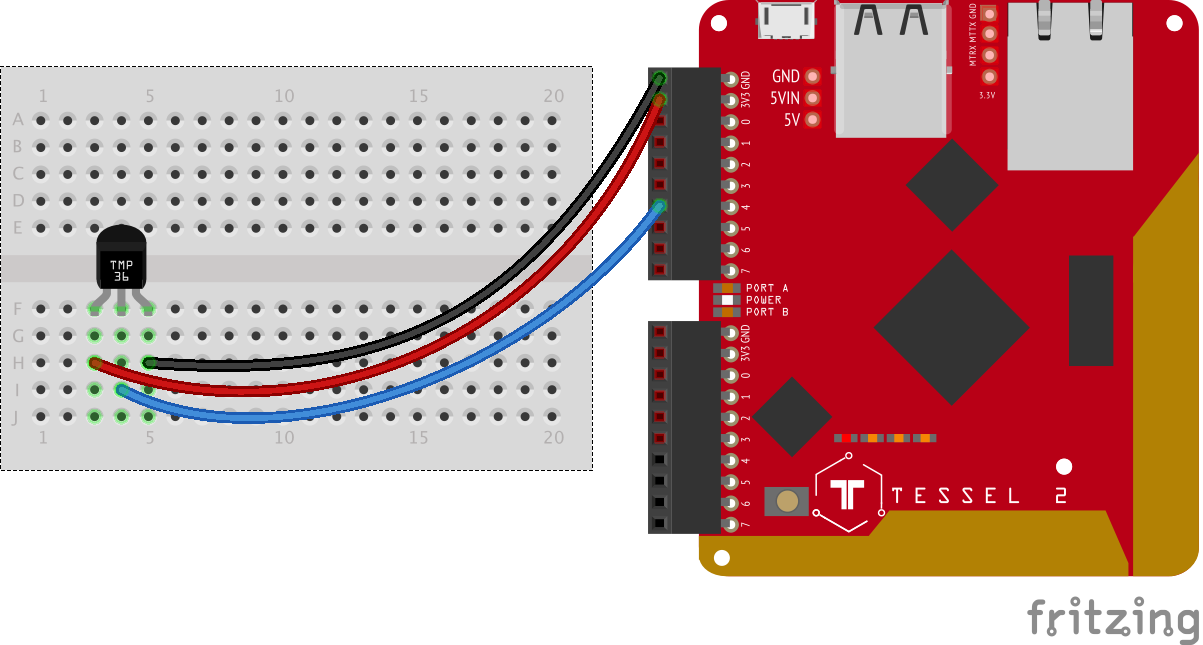 1 5 10 15 20
A
B
C
D
E
TMP
36
F
G
H
I
J
1 5 10 15 20
GND
3V3
0
1
2
3
4
5
6
7
PORT A
POWER
PORT B
GND
3V3
0
1
2
3
4
5
6
7
GND
5VIN
5V
MTRX MTTX GND
3.3V
TESSEL 2
fritzing